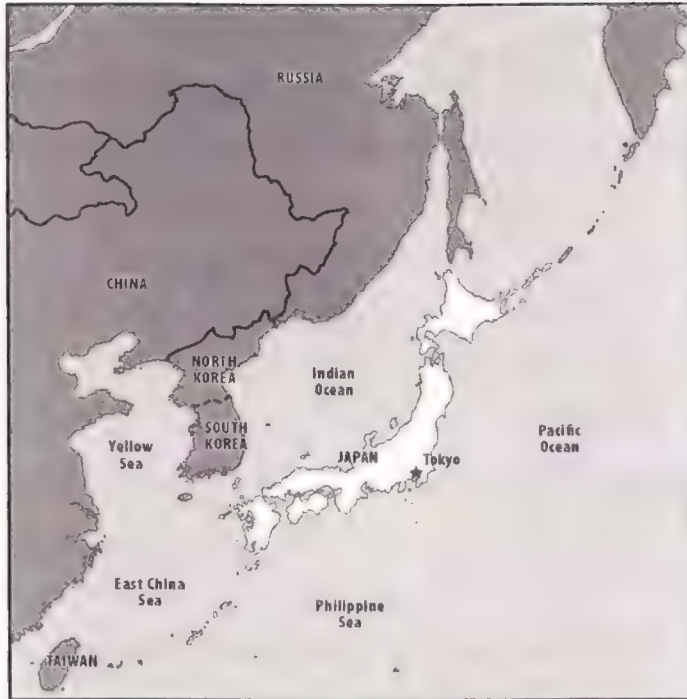 RUSSIA
CHINA
NORTH
KOREA
Indian
Ocean
SOUTH
KOREA
Yellow
Sea
JAPAN
Tokyo
Pacific
Ocean
East China
Sea
Philippine
Sea
TAIWAN